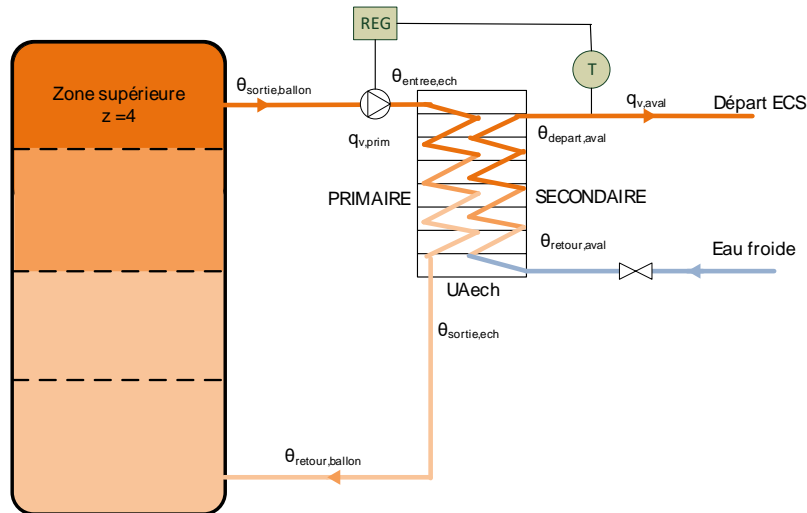 REG
T
Zone supérieure
z =4
θsortie,ballon
θentree,ech
qv,prim
qv,aval
Départ ECS
θdepart,aval
PRIMAIRE
SECONDAIRE
θretour,aval
Eau froide
UAech
θsortie,ech
θretour,ballon